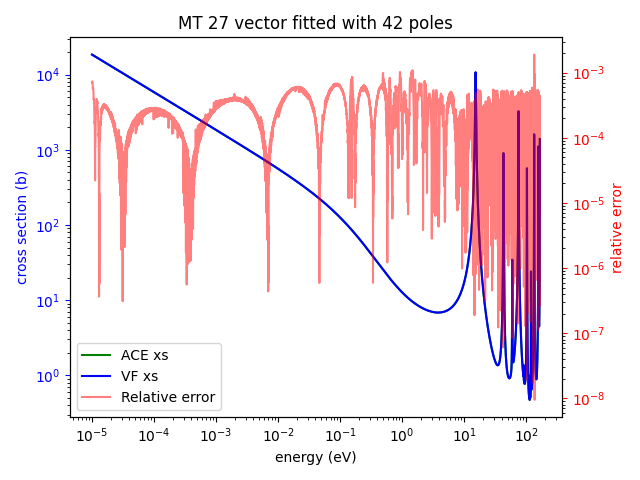 MT 27 vector fitted with 42 poles
cross section (b)
10⁴
10³
10²
10¹
10⁰
10⁻³
10⁻⁴
10⁻⁵
10⁻⁶
10⁻⁷
10⁻⁸
relative error
ACE xs
VF xs
Relative error
10⁻⁵ 10⁻⁴ 10⁻³ 10⁻² 10⁻¹ 10⁰ 10¹ 10²
energy (eV)